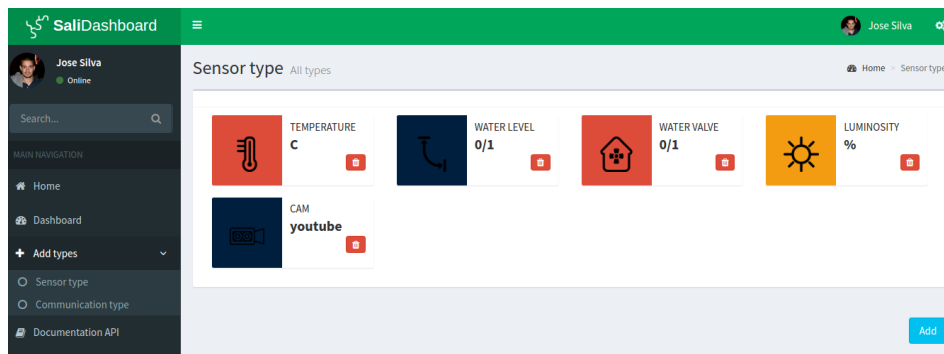 SaliDashboard
Jose Silva
Sensor type All types
Home > Sensor type
Jose Silva
Online
Search...
MAIN NAVIGATION
Home
Dashboard
Add types
Sensor type
Communication type
Documentation API
TEMPERATURE
C
WATER LEVEL
0/1
WATER VALVE
0/1
LUMINOSITY
%
CAM
youtube
Add